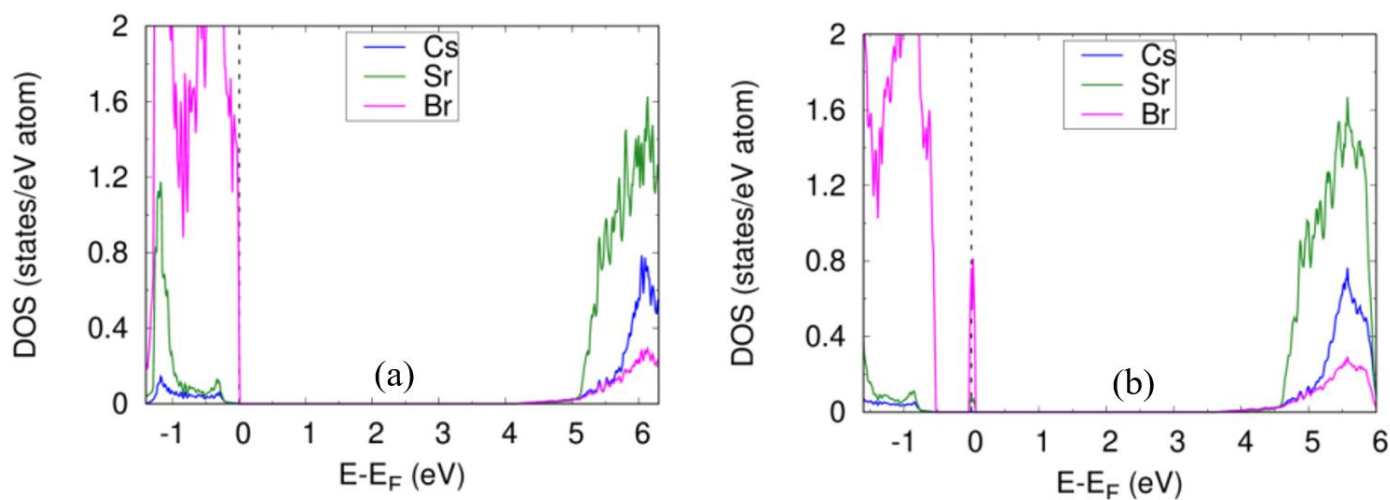 DOS (states/eV atom)
2
1.6
1.2
0.8
0.4
0
Cs
Sr
Br
(a)
-1 0 1 2 3 4 5 6
E-EF (eV)
DOS (states/eV atom)
2
1.6
1.2
0.8
0.4
0
Cs
Sr
Br
(b)
-1 0 1 2 3 4 5 6
E-EF (eV)